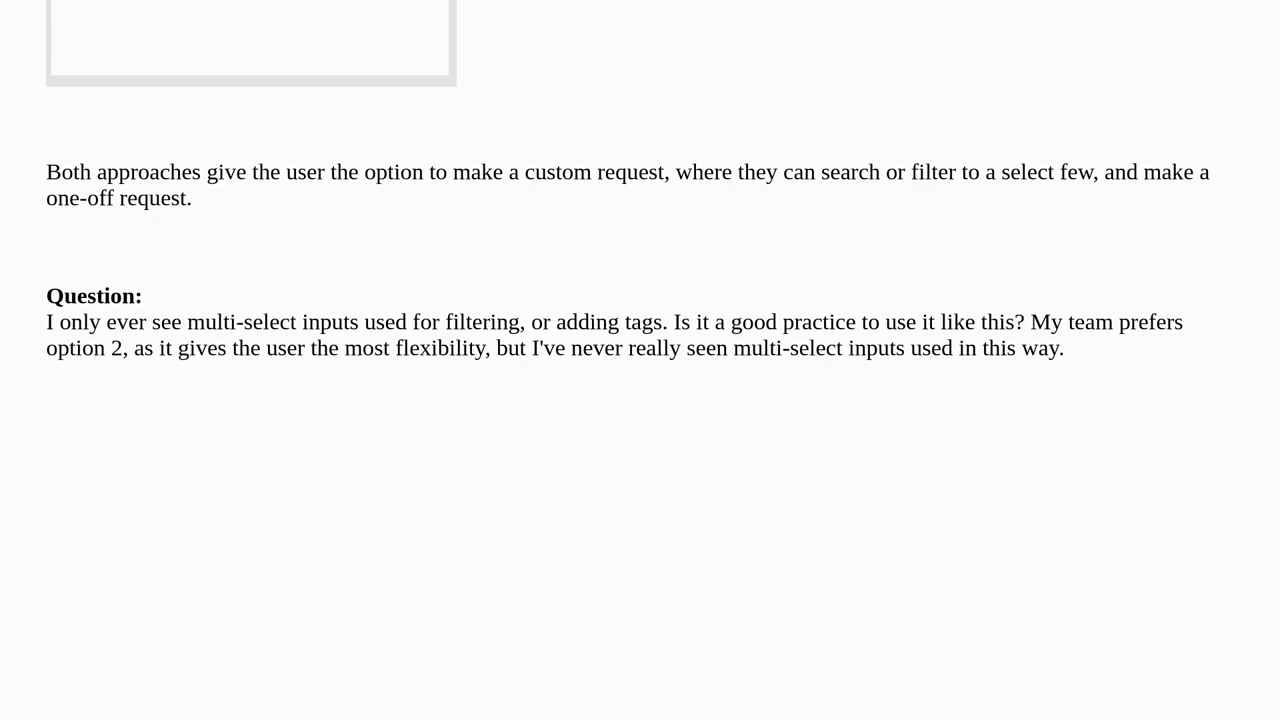 Both approaches give the user the option to make a custom request, where they can search or filter to a select few, and make a
one-off request.
Question:
I only ever see multi-select inputs used for filtering, or adding tags. Is it a good practice to use it like this? My team prefers
option 2, as it gives the user the most flexibility, but I've never really seen multi-select inputs used in this way.